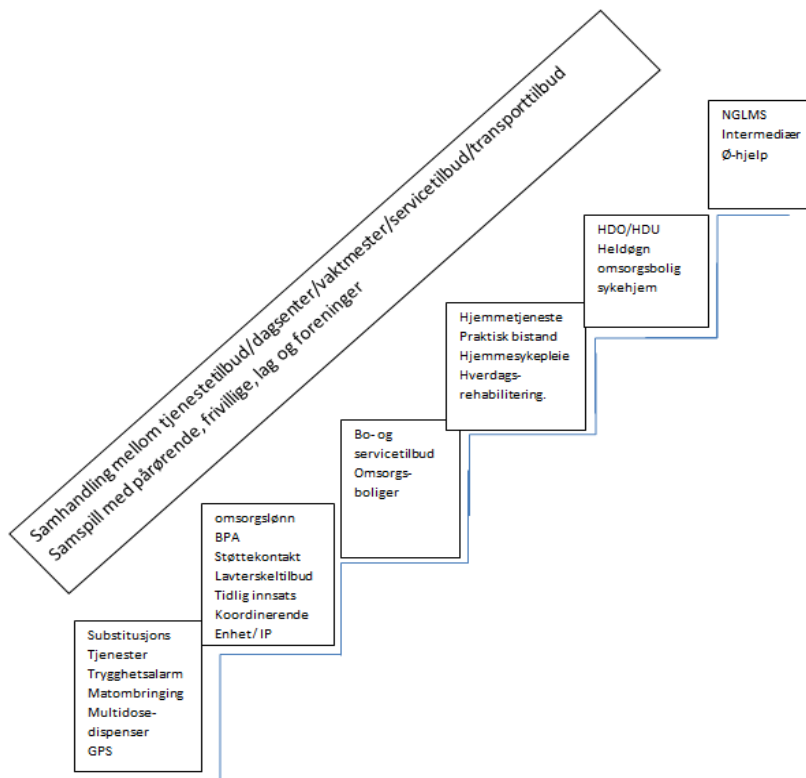 Samhandling mellom tjenestetilbud/dagsenter/vaktmester/servicetilbud/transporttilbud
Samspill med pårørende, frivillige, lag og foreninger
NGLMS
Intermediær
Ø-hjelp
HDO/HDU
Heldøgn
omsorgsbolig
sykehjem
Hjemmetjeneste
Praktisk bistand
Hjemmesykepleie
Hverdags-
rehabilitering.
Bo- og
servicetilbud
Omsorgs-
boliger
omsorgslønn
BPA
Støttekontakt
Lavterskeltilbud
Tidlig innsats
Koordinerende
Enhet/ IP
Substitusjons
Tjenester
Trygghetsalarm
Matombringing
Multidose-
dispenser
GPS